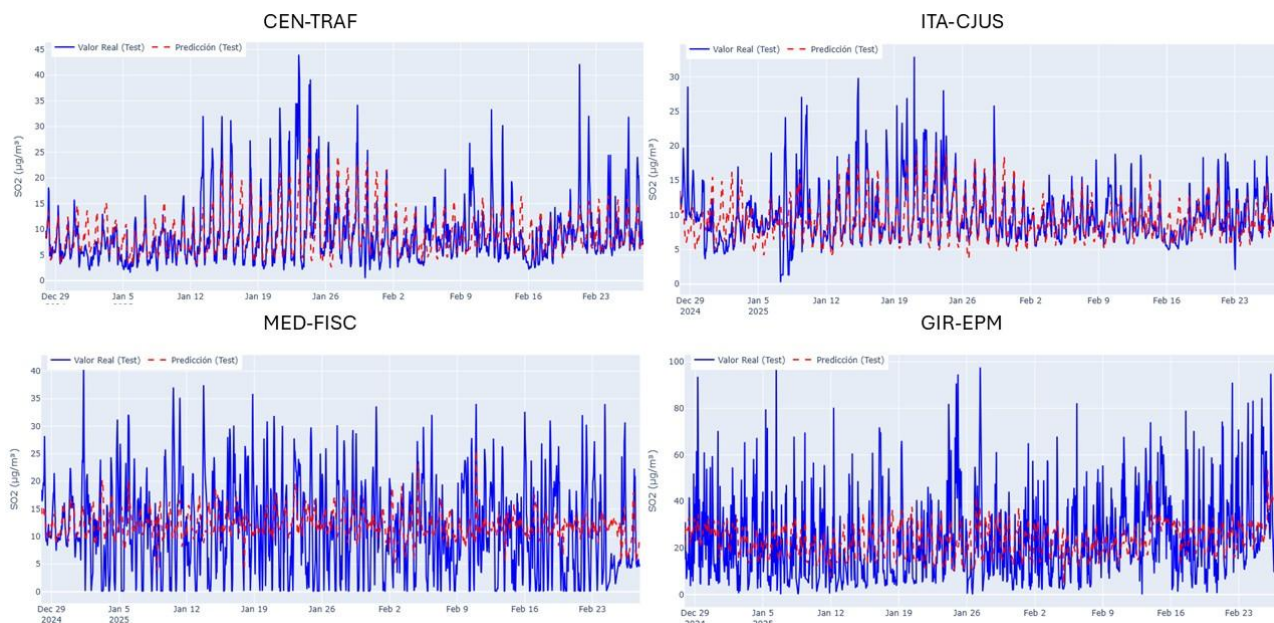 CEN-TRAF
Valor Real (Test) Predicción (Test)
SO2 (µg/m³)
45
40
35
30
25
20
15
10
5
0
Dec 29 Jan 5 Jan 12 Jan 19 Jan 26 Feb 2 Feb 9 Feb 16 Feb 23
ITA-CJUS
Valor Real (Test) Predicción (Test)
SO2 (µg/m³)
30
25
20
15
10
5
0
Dec 29 Jan 5 Jan 12 Jan 19 Jan 26 Feb 2 Feb 9 Feb 16 Feb 23
2024 2025
MED-FISC
Valor Real (Test) Predicción (Test)
SO2 (µg/m³)
40
35
30
25
20
15
10
5
0
Dec 29 Jan 5 Jan 12 Jan 19 Jan 26 Feb 2 Feb 9 Feb 16 Feb 23
2024 2025
GIR-EPM
Valor Real (Test) Predicción (Test)
SO2 (µg/m³)
100
80
60
40
20
0
Dec 29 Jan 5 Jan 12 Jan 19 Jan 26 Feb 2 Feb 9 Feb 16 Feb 23
2024 2025